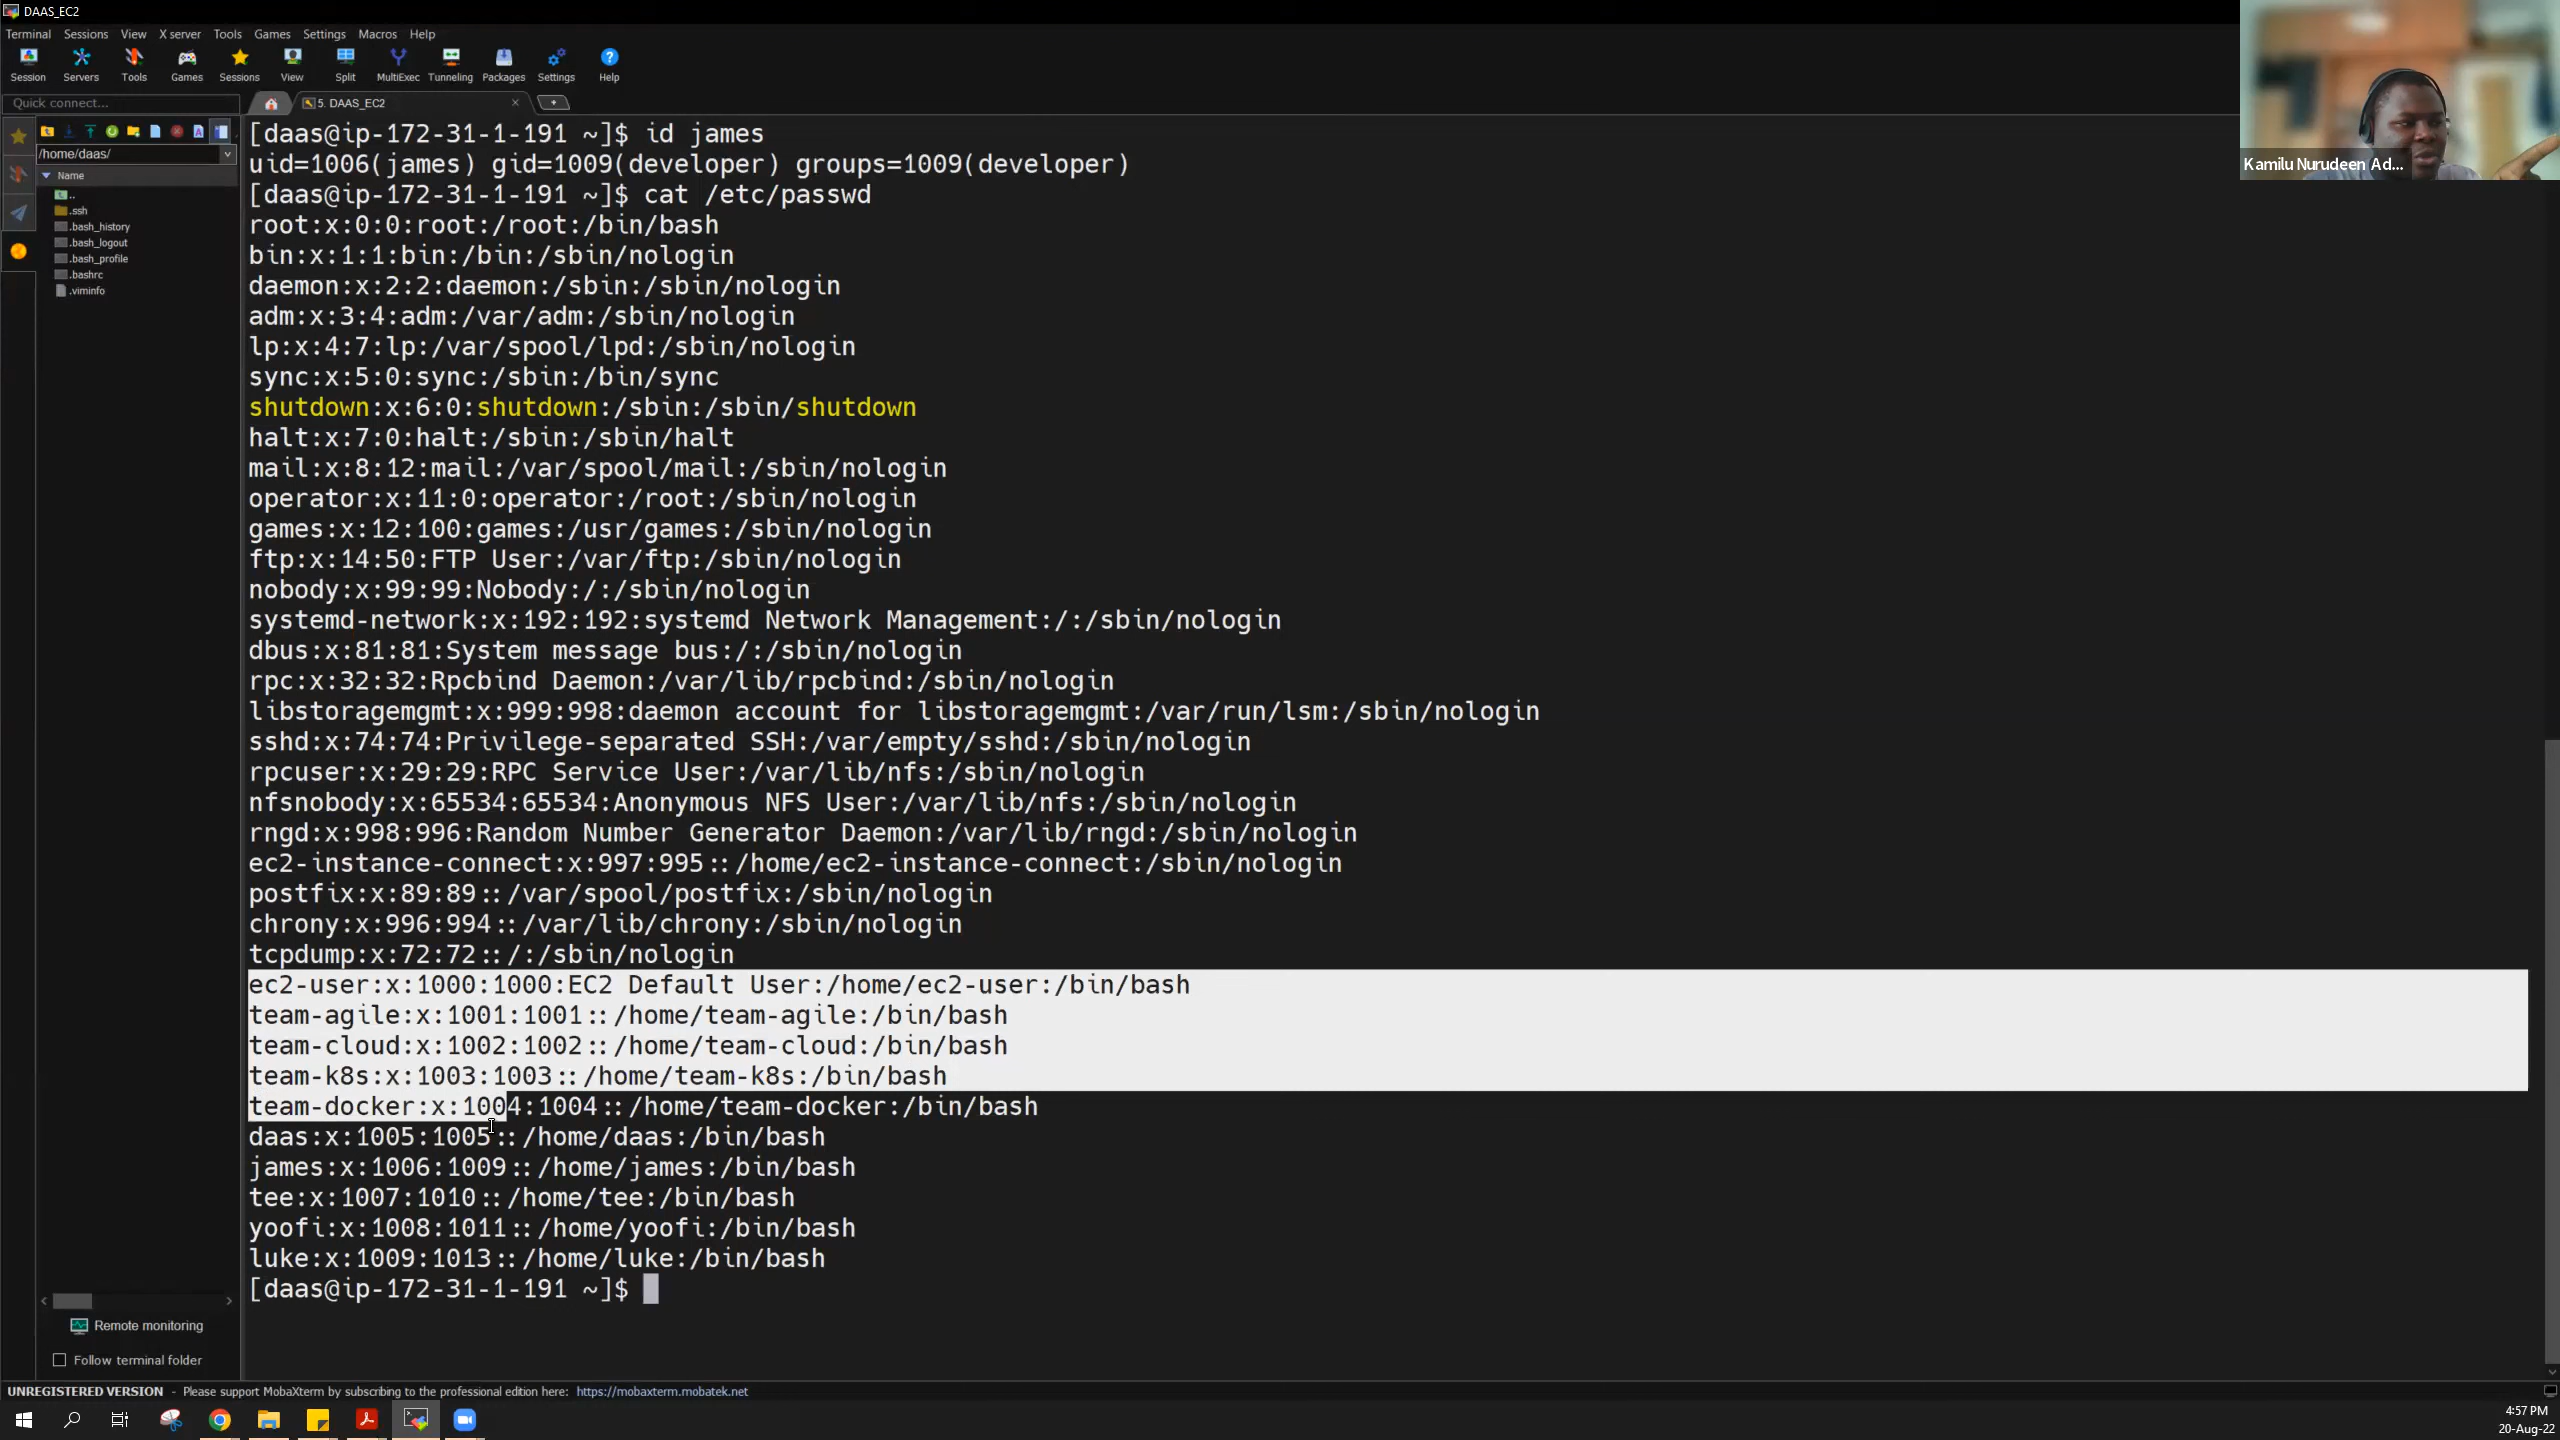 DAAS_EC2
Terminal Sessions View X server Tools Games Settings Macros Help
Session Servers Tools Games Sessions View Split MultiExec Tunneling Packages Settings Help
Quick connect...
5. DAAS_EC2
/home/daas/
Name
..
.ssh
.bash_history
.bash_logout
.bash_profile
.bashrc
.viminfo
[daas@ip-172-31-1-191 ~]$ id james
uid=1006(james) gid=1009(developer) groups=1009(developer)
[daas@ip-172-31-1-191 ~]$ cat /etc/passwd
root:x:0:0:root:/root:/bin/bash
bin:x:1:1:bin:/bin:/sbin/nologin
daemon:x:2:2:daemon:/sbin:/sbin/nologin
adm:x:3:4:adm:/var/adm:/sbin/nologin
lp:x:4:7:lp:/var/spool/lpd:/sbin/nologin
sync:x:5:0:sync:/sbin:/bin/sync
shutdown:x:6:0:shutdown:/sbin:/sbin/shutdown
halt:x:7:0:halt:/sbin:/sbin/halt
mail:x:8:12:mail:/var/spool/mail:/sbin/nologin
operator:x:11:0:operator:/root:/sbin/nologin
games:x:12:100:games:/usr/games:/sbin/nologin
ftp:x:14:50:FTP User:/var/ftp:/sbin/nologin
nobody:x:99:99:Nobody:/:/sbin/nologin
systemd-network:x:192:192:systemd Network Management:/:/sbin/nologin
dbus:x:81:81:System message bus:/:/sbin/nologin
rpc:x:32:32:Rpcbind Daemon:/var/lib/rpcbind:/sbin/nologin
libstoragemgmt:x:999:998:daemon account for libstoragemgmt:/var/run/lsm:/sbin/nologin
sshd:x:74:74:Privilege-separated SSH:/var/empty/sshd:/sbin/nologin
rpcuser:x:29:29:RPC Service User:/var/lib/nfs:/sbin/nologin
nfsnobody:x:65534:65534:Anonymous NFS User:/var/lib/nfs:/sbin/nologin
rngd:x:998:996:Random Number Generator Daemon:/var/lib/rngd:/sbin/nologin
ec2-instance-connect:x:997:995::/home/ec2-instance-connect:/sbin/nologin
postfix:x:89:89::/var/spool/postfix:/sbin/nologin
chrony:x:996:994::/var/lib/chrony:/sbin/nologin
tcpdump:x:72:72::/:/sbin/nologin
ec2-user:x:1000:1000:EC2 Default User:/home/ec2-user:/bin/bash
team-agile:x:1001:1001::/home/team-agile:/bin/bash
team-cloud:x:1002:1002::/home/team-cloud:/bin/bash
team-k8s:x:1003:1003::/home/team-k8s:/bin/bash
team-docker:x:1004:1004::/home/team-docker:/bin/bash
daas:x:1005:1005::/home/daas:/bin/bash
james:x:1006:1009::/home/james:/bin/bash
tee:x:1007:1010::/home/tee:/bin/bash
yoofi:x:1008:1011::/home/yoofi:/bin/bash
luke:x:1009:1013::/home/luke:/bin/bash
[daas@ip-172-31-1-191 ~]$
Kamilu Nurudeen Ad...
Remote monitoring
Follow terminal folder
UNREGISTERED VERSION - Please support MobaXterm by subscribing to the professional edition here: https://mobaxterm.mobatek.net
4:57 PM
20-Aug-22